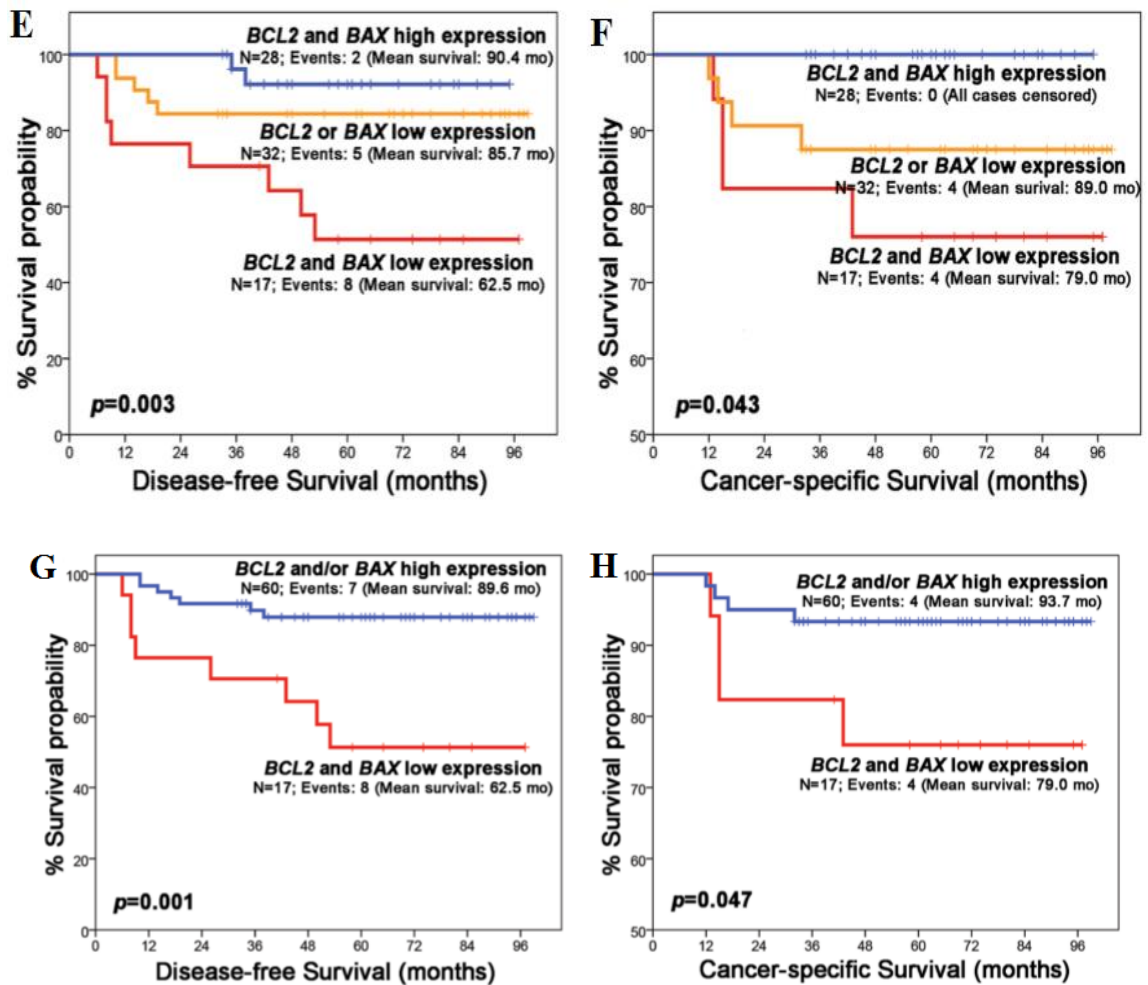 E
BCL2 and BAX high expression
N=28; Events: 2 (Mean survival: 90.4 mo)
BCL2 or BAX low expression
N=32; Events: 5 (Mean survival: 85.7 mo)
BCL2 and BAX low expression
N=17; Events: 8 (Mean survival: 62.5 mo)
p=0.003
% Survival propability
100
80
60
40
20
0
0 12 24 36 48 60 72 84 96
Disease-free Survival (months)
F
BCL2 and BAX high expression
N=28; Events: 0 (All cases censored)
BCL2 or BAX low expression
N=32; Events: 4 (Mean surival: 89.0 mo)
BCL2 and BAX low expression
N=17; Events: 4 (Mean survival: 79.0 mo)
p=0.043
% Survival propability
100
90
80
70
60
50
0 12 24 36 48 60 72 84 96
Cancer-specific Survival (months)
G
BCL2 and/or BAX high expression
N=60; Events: 7 (Mean survival: 89.6 mo)
BCL2 and BAX low expression
N=17; Events: 8 (Mean survival: 62.5 mo)
p=0.001
% Survival propability
100
80
60
40
20
0
0 12 24 36 48 60 72 84 96
Disease-free Survival (months)
H
BCL2 and/or BAX high expression
N=60; Events: 4 (Mean survival: 93.7 mo)
BCL2 and BAX low expression
N=17; Events: 4 (Mean survival: 79.0 mo)
p=0.047
% Survival propability
100
90
80
70
60
50
0 12 24 36 48 60 72 84 96
Cancer-specific Survival (months)